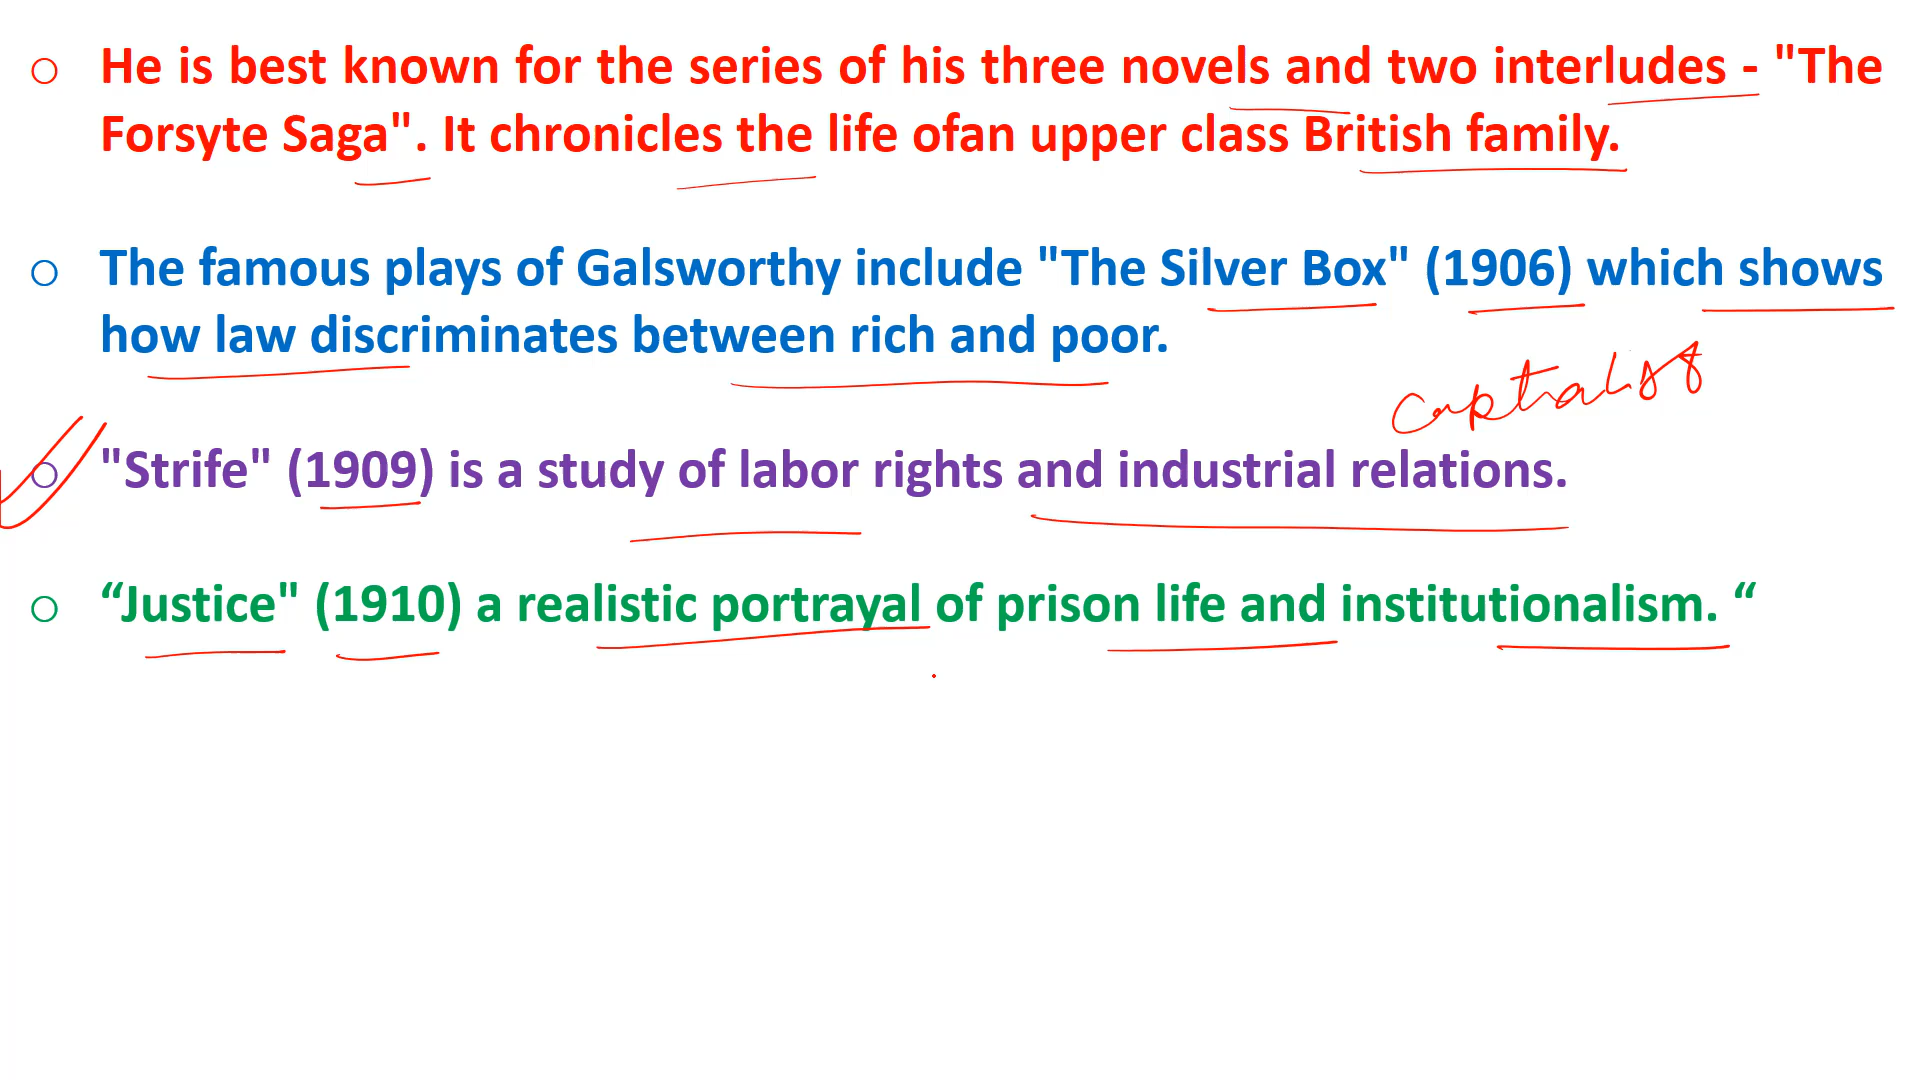 ○ He is best known for the series of his three novels and two interludes - "The
Forsyte Saga". It chronicles the life ofan upper class British family.
○ The famous plays of Galsworthy include "The Silver Box" (1906) which shows
how law discriminates between rich and poor.
capitalist
○ "Strife" (1909) is a study of labor rights and industrial relations.
○ “Justice" (1910) a realistic portrayal of prison life and institutionalism. “